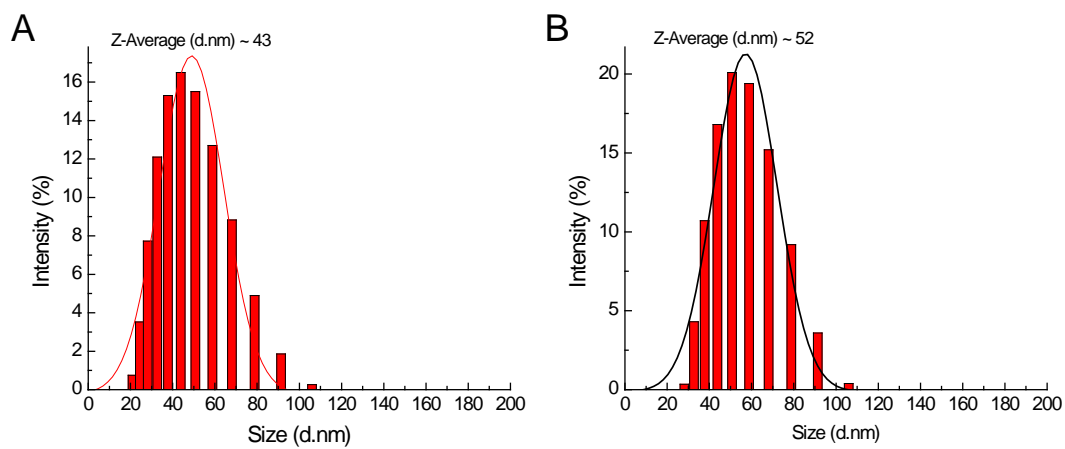 A
Z-Average (d.nm) ~ 43
Intensity (%)
16
14
12
10
8
6
4
2
0
0 20 40 60 80 100 120 140 160 180 200
Size (d.nm)
B
Z-Average (d.nm) ~ 52
Intensity (%)
20
15
10
5
0
0 20 40 60 80 100 120 140 160 180 200
Size (d.nm)